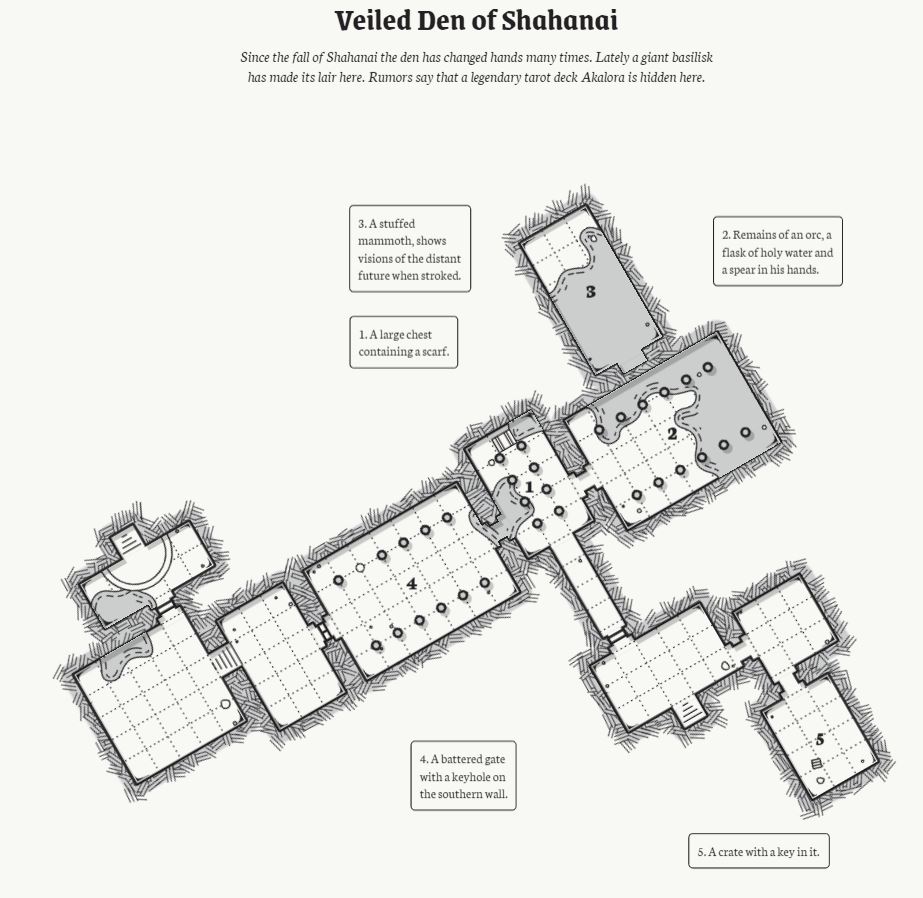 Veiled Den of Shahanai
Since the fall of Shahanai the den has changed hands many times. Lately a giant basilisk
has made its lair here. Rumors say that a legendary tarot deck Akalora is hidden here.
3. A stuffed
mammoth, shows
visions of the distant
future when stroked.
2. Remains of an orc, a
flask of holy water and
a spear in his hands.
1. A large chest
containing a scarf.
3
2
1
4
5
4. A battered gate
with a keyhole on
the southern wall.
5. A crate with a key in it.